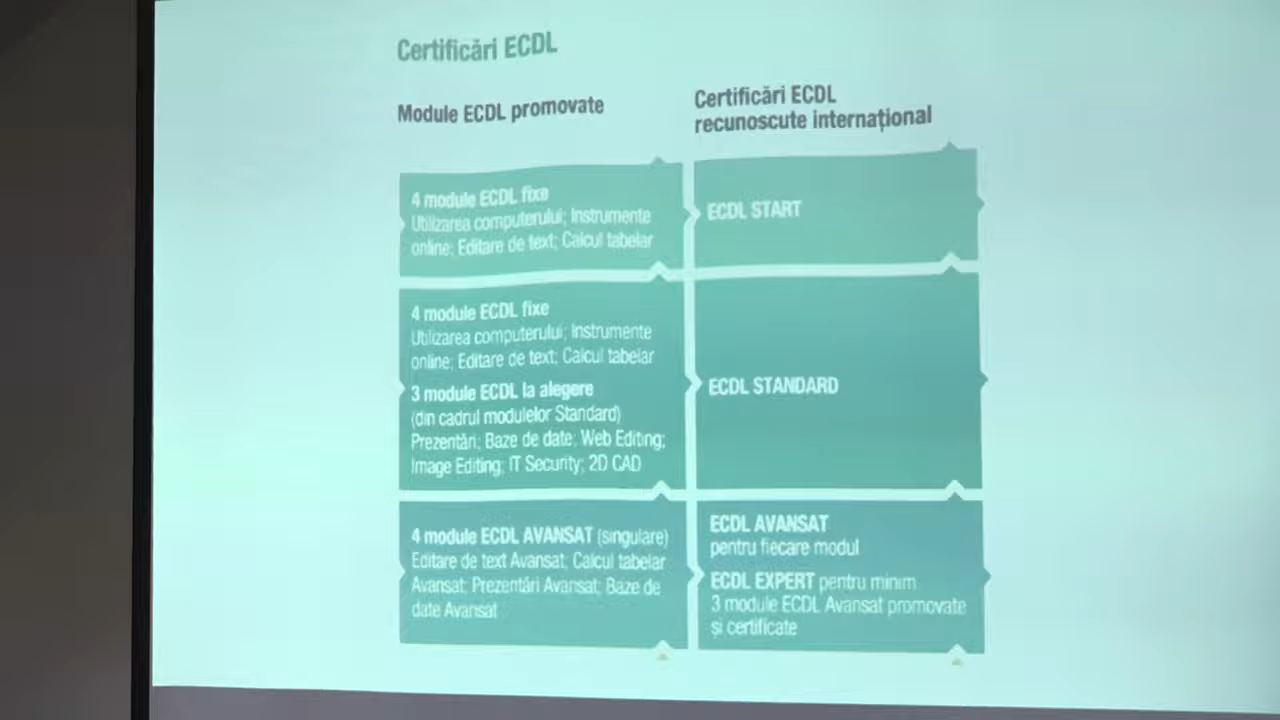 Certificări ECDL
Module ECDL promovate
Certificări ECDL
recunoscute internațional
4 module ECDL fixe
Utilizarea computerului; Instrumente
online; Editare de text; Calcul tabelar
ECDL START
4 module ECDL fixe
Utilizarea computerului; Instrumente
online; Editare de text; Calcul tabelar
3 module ECDL la alegere
(din cadrul modulelor Standard)
Prezentări; Baze de date; Web Editing;
Image Editing; IT Security; 2D CAD
ECDL STANDARD
4 module ECDL AVANSAT (singulare)
Editare de text Avansat; Calcul tabelar
Avansat; Prezentări Avansat; Baze de
date Avansat
ECDL AVANSAT
pentru fiecare modul
ECDL EXPERT pentru minim
3 module ECDL Avansat promovate
și certificate